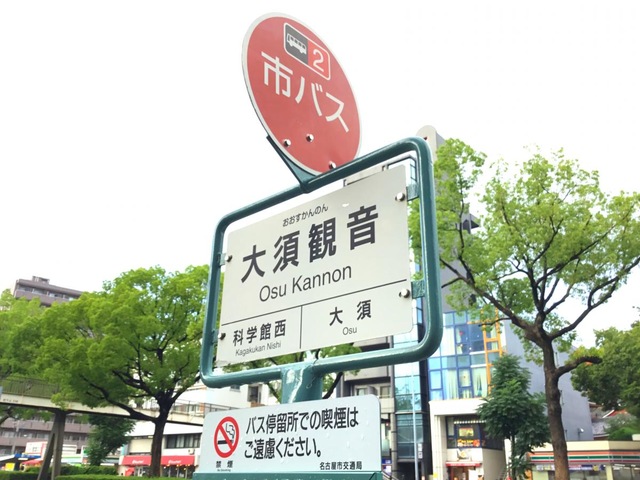 2
市バス
おおすかんのん
大須観音
Osu Kannon
科学館西
Kagakukan Nishi
大須
Osu
バス停留所での喫煙は
ご遠慮ください。
禁煙
名古屋市交通局